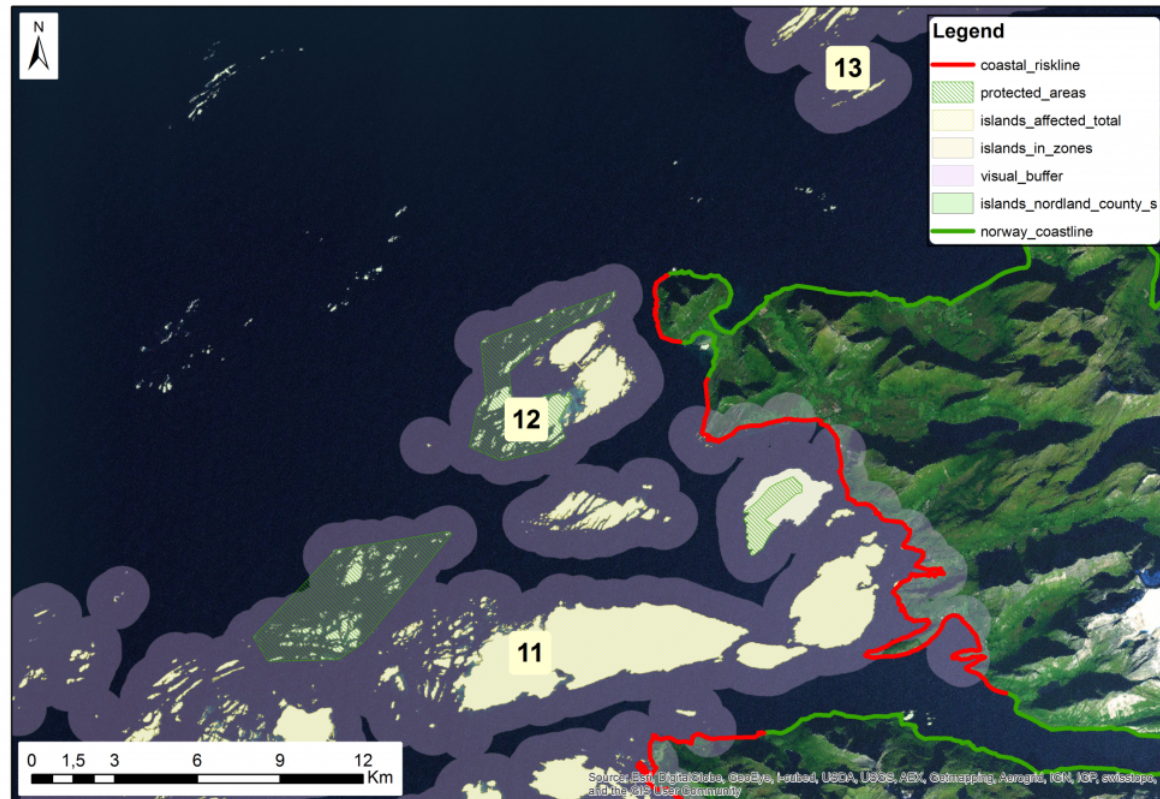 N
13
Legend
coastal_riskline
protected_areas
islands_affected_total
islands_in_zones
visual_buffer
islands_nordland_county_s
norway_coastline
12
11
0 1,5 3 6 9 12
Km
Source: Esri, DigitalGlobe, GeoEye, i-cubed, USDA, USGS, AEX, Getmapping, Aerogrid, IGN, IGP, swisstopo,
and the GIS User Community